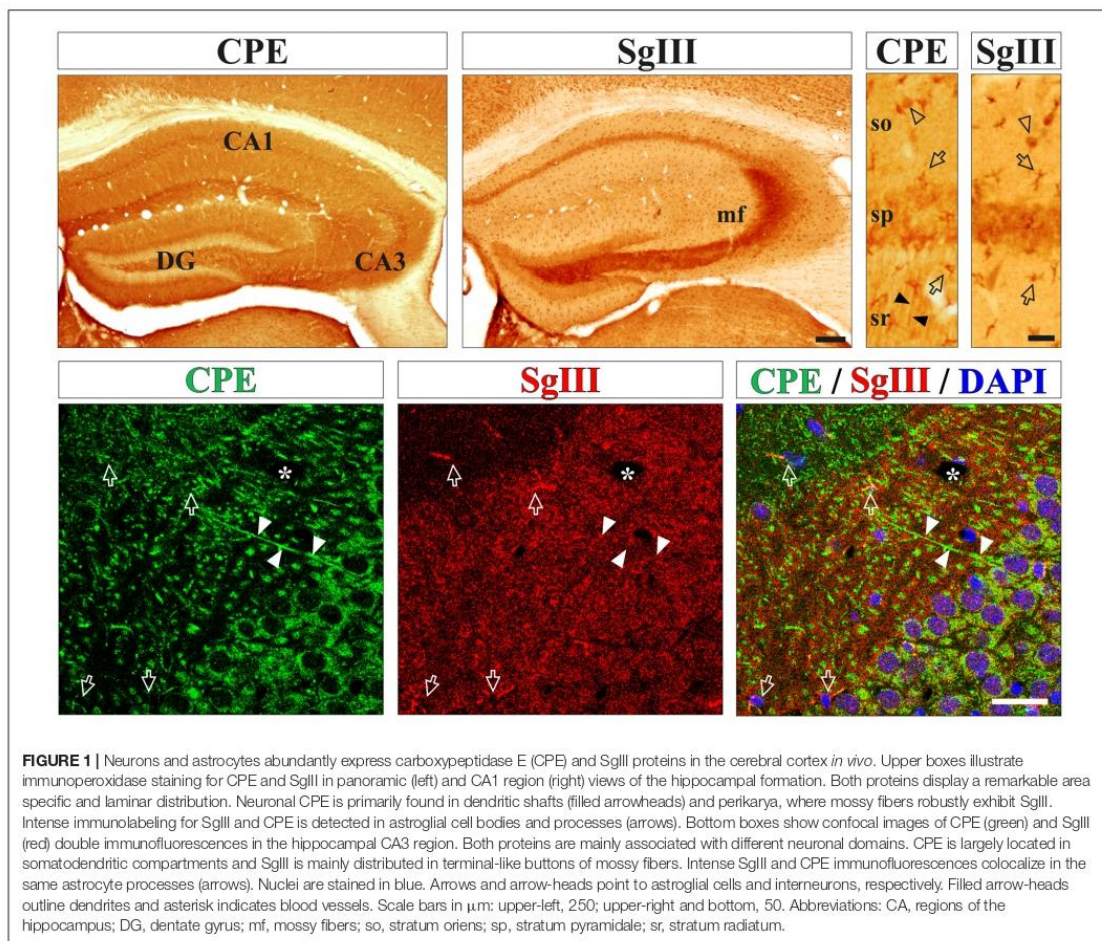 CPE
SgIII
CPE
SgIII
CA1
DG
CA3
mf
so
sp
sr
CPE
SgIII
CPE / SgIII / DAPI
*
*
*
FIGURE 1 | Neurons and astrocytes abundantly express carboxypeptidase E (CPE) and SgIII proteins in the cerebral cortex in vivo. Upper boxes illustrate
immunoperoxidase staining for CPE and SgIII in panoramic (left) and CA1 region (right) views of the hippocampal formation. Both proteins display a remarkable area
specific and laminar distribution. Neuronal CPE is primarily found in dendritic shafts (filled arrowheads) and perikarya, where mossy fibers robustly exhibit SgIII.
Intense immunolabeling for SgIII and CPE is detected in astroglial cell bodies and processes (arrows). Bottom boxes show confocal images of CPE (green) and SgIII
(red) double immunofluorescences in the hippocampal CA3 region. Both proteins are mainly associated with different neuronal domains. CPE is largely located in
somatodendritic compartments and SgIII is mainly distributed in terminal-like buttons of mossy fibers. Intense SgIII and CPE immunofluorescences colocalize in the
same astrocyte processes (arrows). Nuclei are stained in blue. Arrows and arrow-heads point to astroglial cells and interneurons, respectively. Filled arrow-heads
outline dendrites and asterisk indicates blood vessels. Scale bars in μm: upper-left, 250; upper-right and bottom, 50. Abbreviations: CA, regions of the
hippocampus; DG, dentate gyrus; mf, mossy fibers; so, stratum oriens; sp, stratum pyramidale; sr, stratum radiatum.